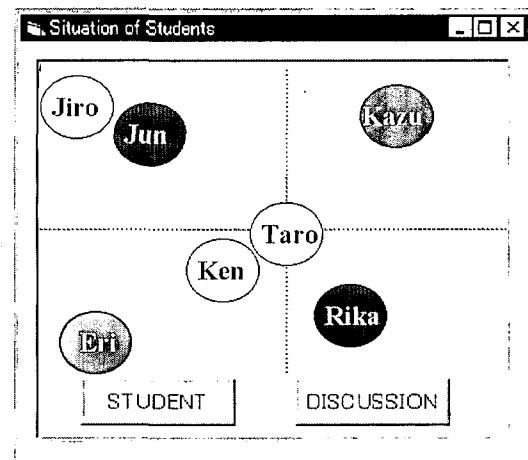 Situation of Students
Jiro
Jun
Kazu
Taro
Ken
Rika
Eri
STUDENT
DISCUSSION